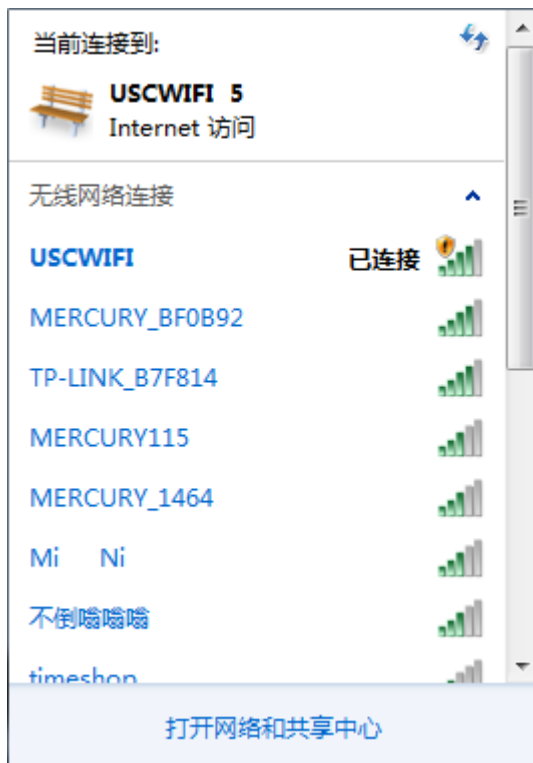 当前连接到:
USCWIFI 5
Internet 访问
无线网络连接
USCWIFI 已连接
MERCURY_BF0B92
TP-LINK_B7F814
MERCURY115
MERCURY_1464
Mi Ni
不倒嗡嗡嗡
timeshop
打开网络和共享中心